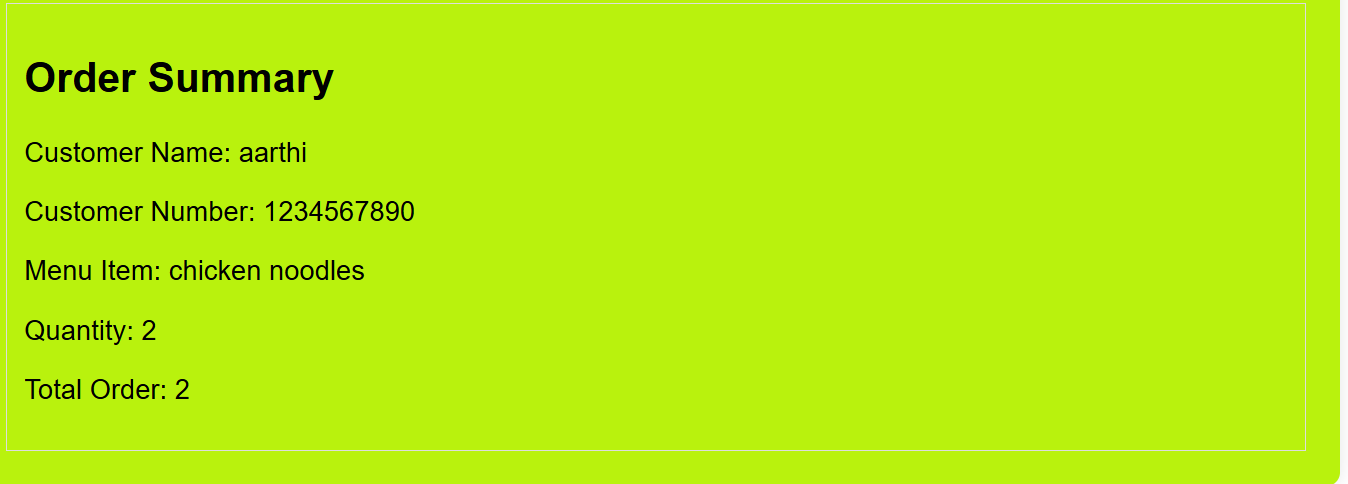 Order Summary
Customer Name: aarthi
Customer Number: 1234567890
Menu Item: chicken noodles
Quantity: 2
Total Order: 2